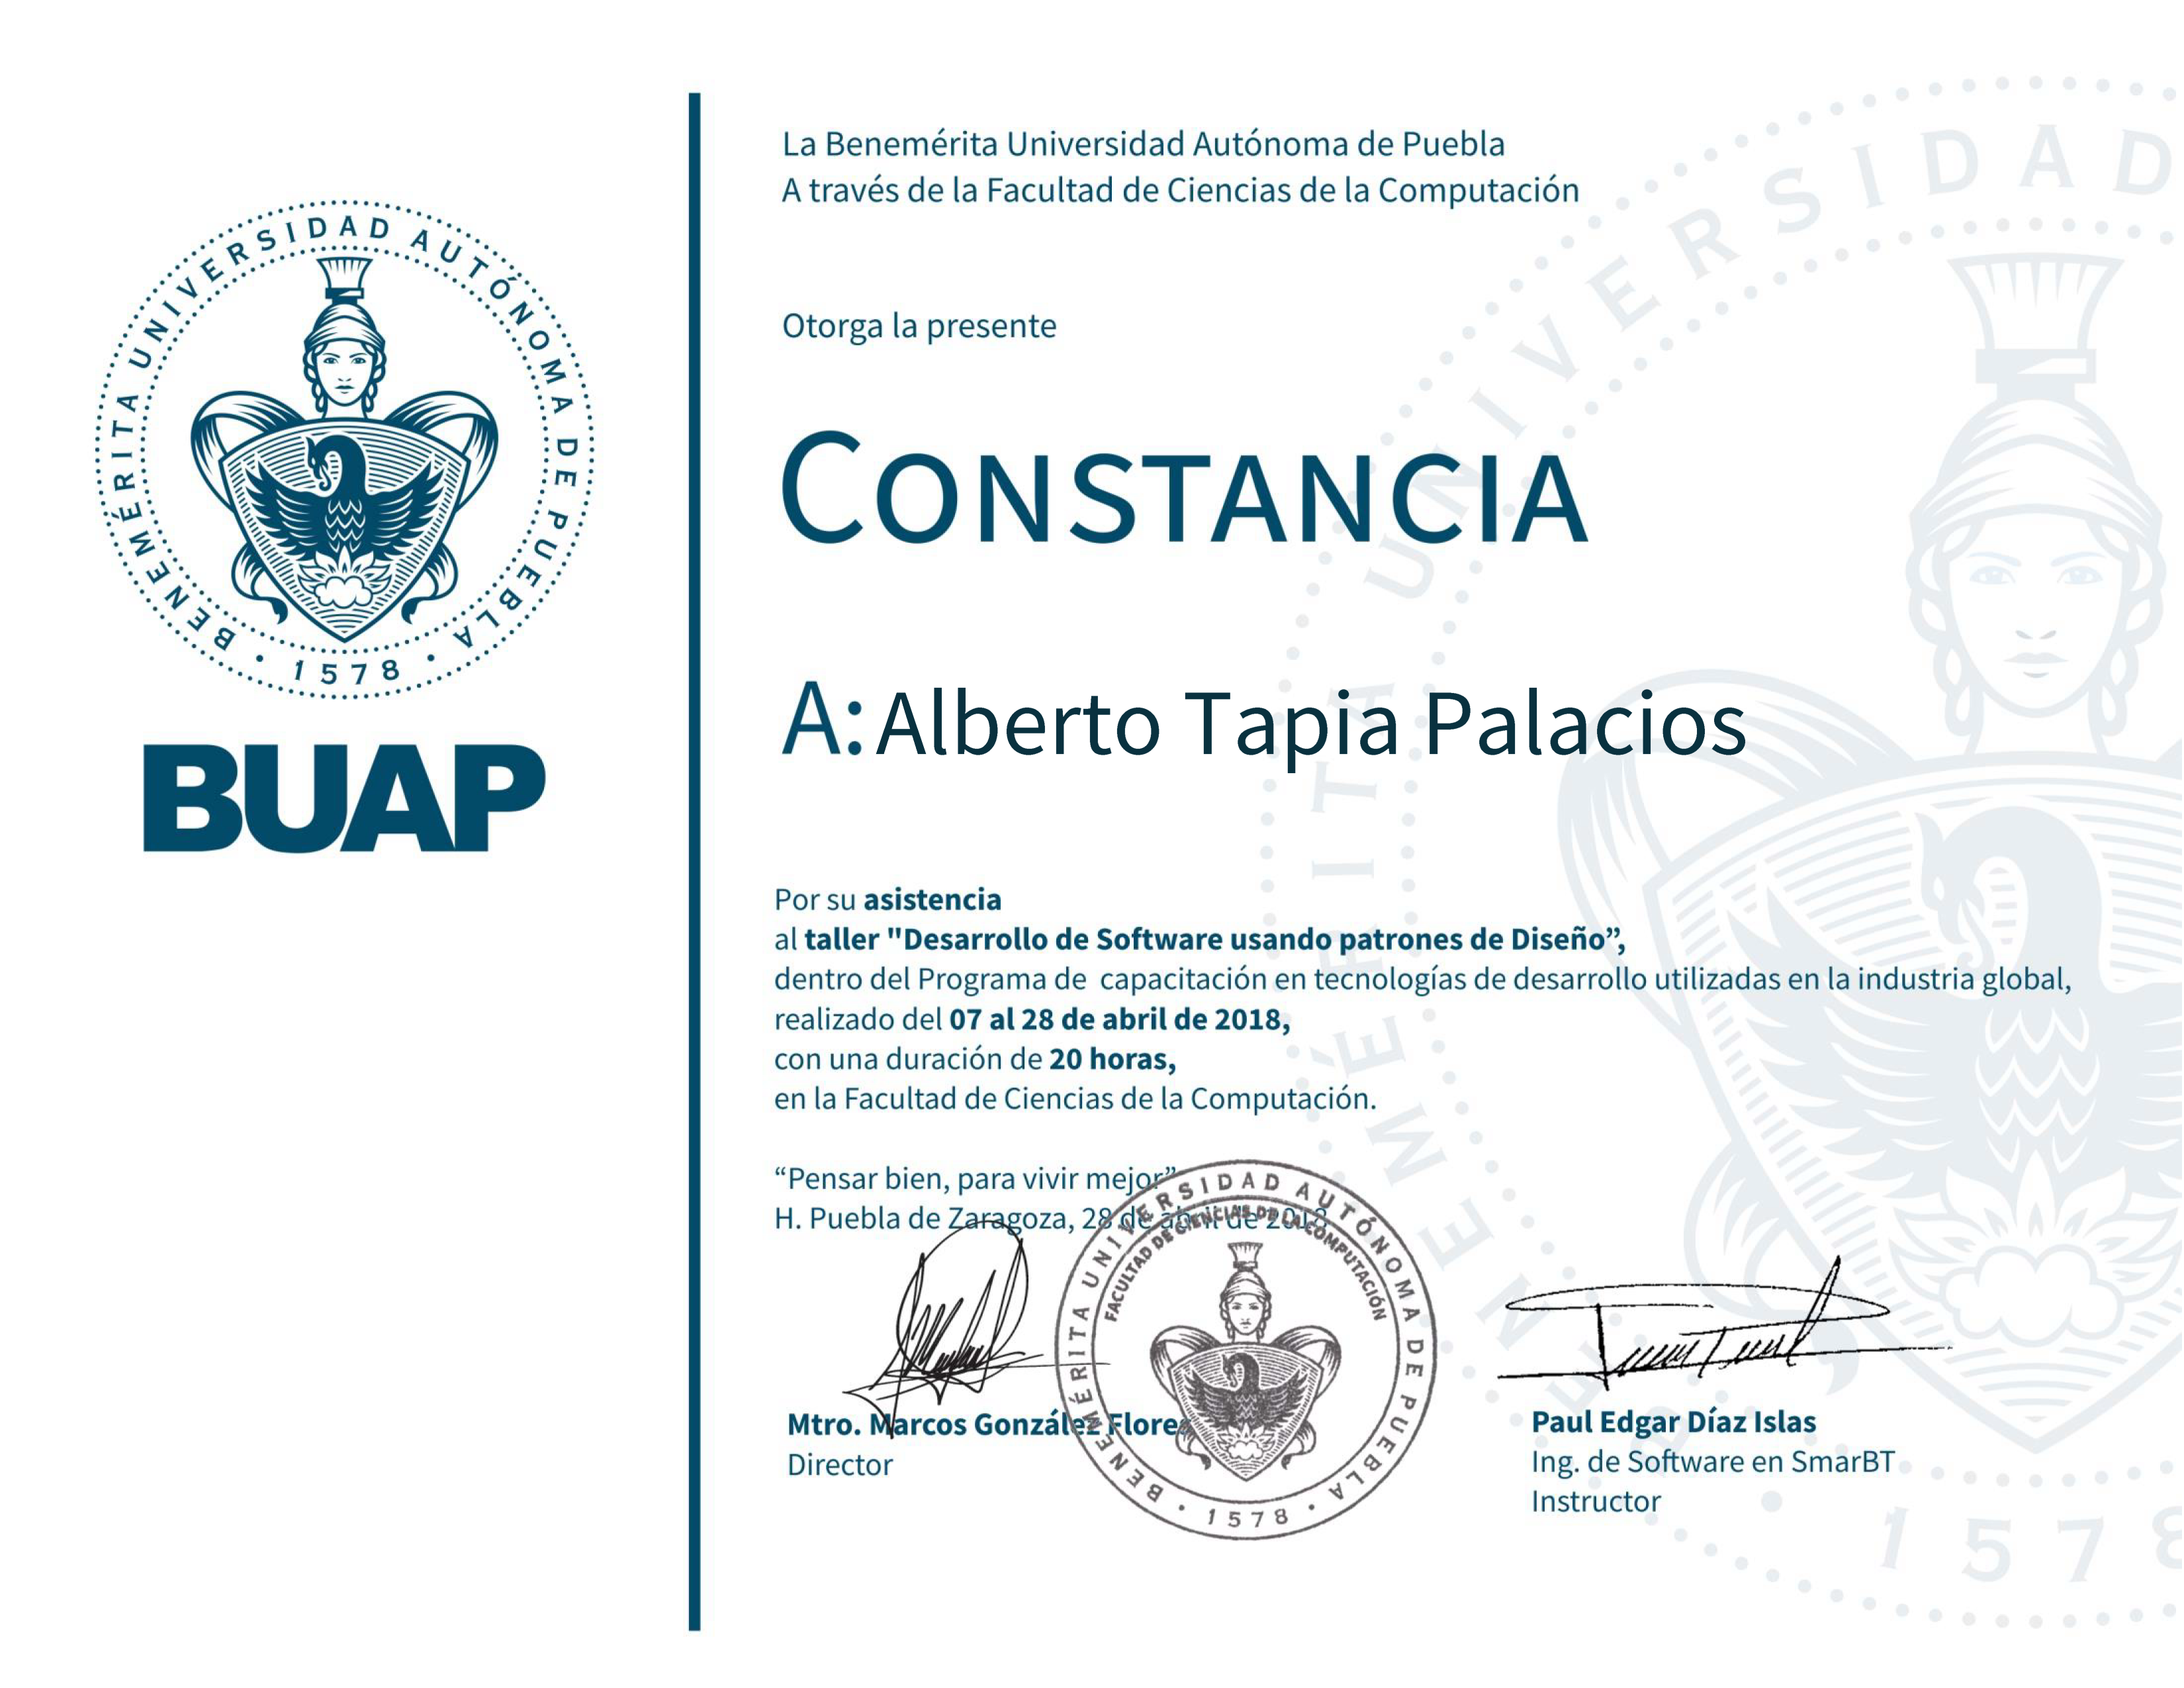 BENEMÉRITA UNIVERSIDAD AUTÓNOMA DE PUEBLA
· 1578 ·
BUAP
La Benemérita Universidad Autónoma de Puebla
A través de la Facultad de Ciencias de la Computación
Otorga la presente
CONSTANCIA
A: Alberto Tapia Palacios
Por su asistencia
al taller "Desarrollo de Software usando patrones de Diseño”,
dentro del Programa de capacitación en tecnologías de desarrollo utilizadas en la industria global,
realizado del 07 al 28 de abril de 2018,
con una duración de 20 horas,
en la Facultad de Ciencias de la Computación.
“Pensar bien, para vivir mejor”
H. Puebla de Zaragoza, 28 de abril de 2018
BENEMÉRITA UNIVERSIDAD AUTÓNOMA DE PUEBLA
FACULTAD DE CIENCIAS DE LA COMPUTACIÓN
· 1578 ·
Mtro. Marcos González Flores
Director
Paul Edgar Díaz Islas
Ing. de Software en SmarBT
Instructor
BENEMÉRITA UNIVERSIDAD
1578